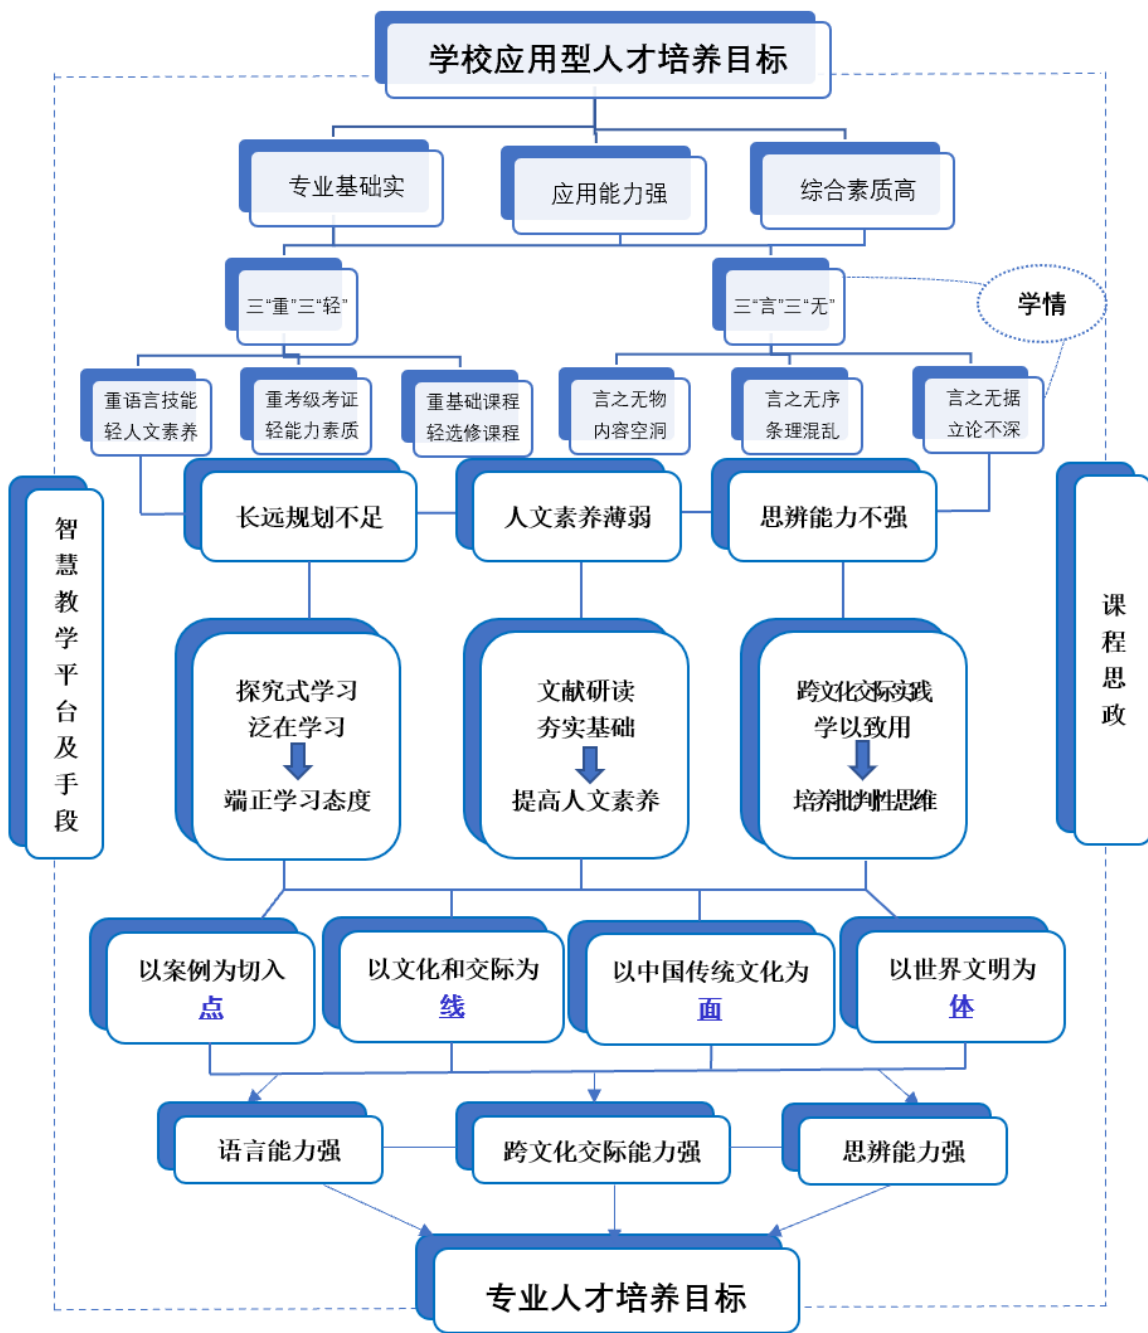 学校应用型人才培养目标
专业基础实
应用能力强
综合素质高
三“重”三“轻”
三“言”三“无”
学情
重语言技能
轻人文素养
重考级考证
轻能力素质
重基础课程
轻选修课程
言之无物
内容空洞
言之无序
条理混乱
言之无据
立论不深
长远规划不足
人文素养薄弱
思辨能力不强
智慧教学平台及手段
课程思政
探究式学习
泛在学习
端正学习态度
文献研读
夯实基础
提高人文素养
跨文化交际实践
学以致用
培养批判性思维
以案例为切入
点
以文化和交际为
线
以中国传统文化为
面
以世界文明为
体
语言能力强
跨文化交际能力强
思辨能力强
专业人才培养目标